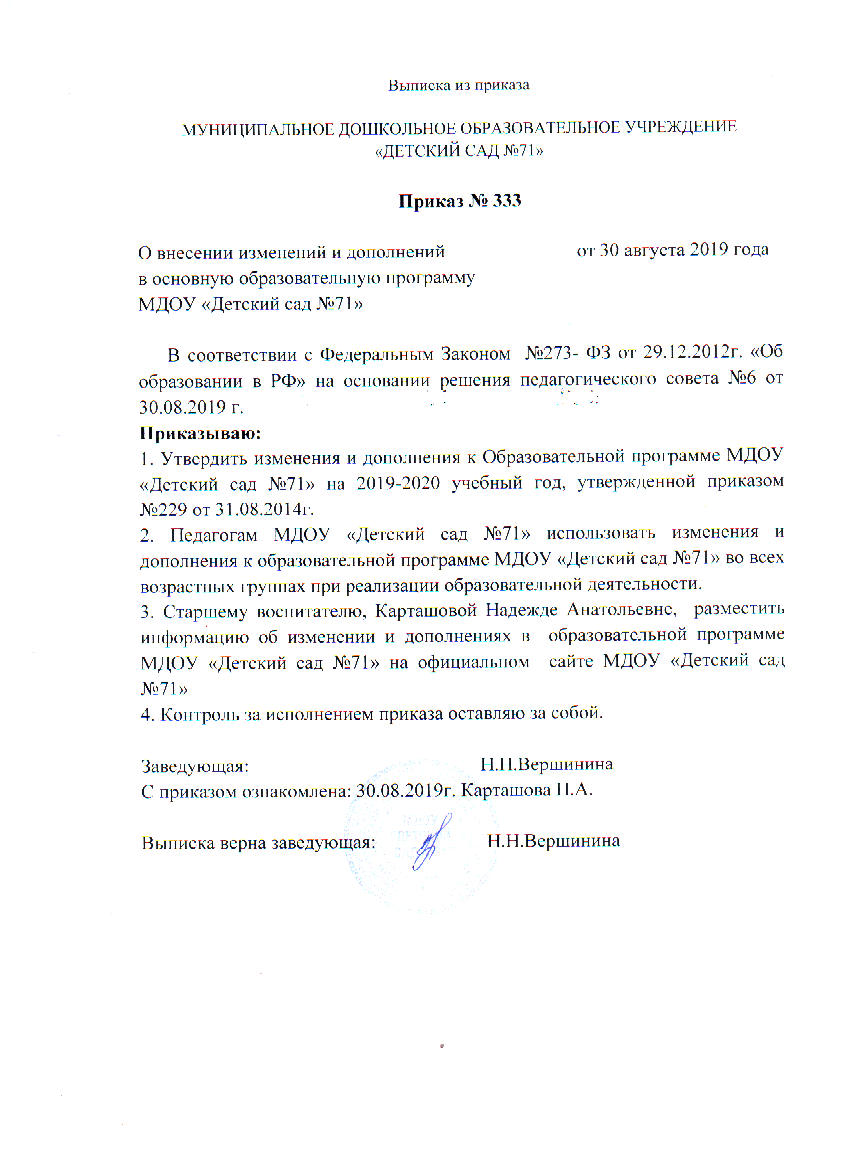 Выписка из приказа
МУНИЦИПАЛЬНОЕ ДОШКОЛЬНОЕ ОБРАЗОВАТЕЛЬНОЕ УЧРЕЖДЕНИЕ
«ДЕТСКИЙ САД №71»
Приказ № 333
О внесении изменений и дополнений от 30 августа 2019 года
в основную образовательную программу
МДОУ «Детский сад №71»
В соответствии с Федеральным Законом №273- ФЗ от 29.12.2012г. «Об
образовании в РФ» на основании решения педагогического совета №6 от
30.08.2019 г.
Приказываю:
1. Утвердить изменения и дополнения к Образовательной программе МДОУ
«Детский сад №71» на 2019-2020 учебный год, утвержденной приказом
№229 от 31.08.2014г.
2. Педагогам МДОУ «Детский сад №71» использовать изменения и
дополнения к образовательной программе МДОУ «Детский сад №71» во всех
возрастных группах при реализации образовательной деятельности.
3. Старшему воспитателю, Карташовой Надежде Анатольевне, разместить
информацию об изменении и дополнениях в образовательной программе
МДОУ «Детский сад №71» на официальном сайте МДОУ «Детский сад
№71»
4. Контроль за исполнением приказа оставляю за собой.
Заведующая: Н.Н.Вершинина
С приказом ознакомлена: 30.08.2019г. Карташова Н.А.
Выписка верна заведующая: Н.Н.Вершинина